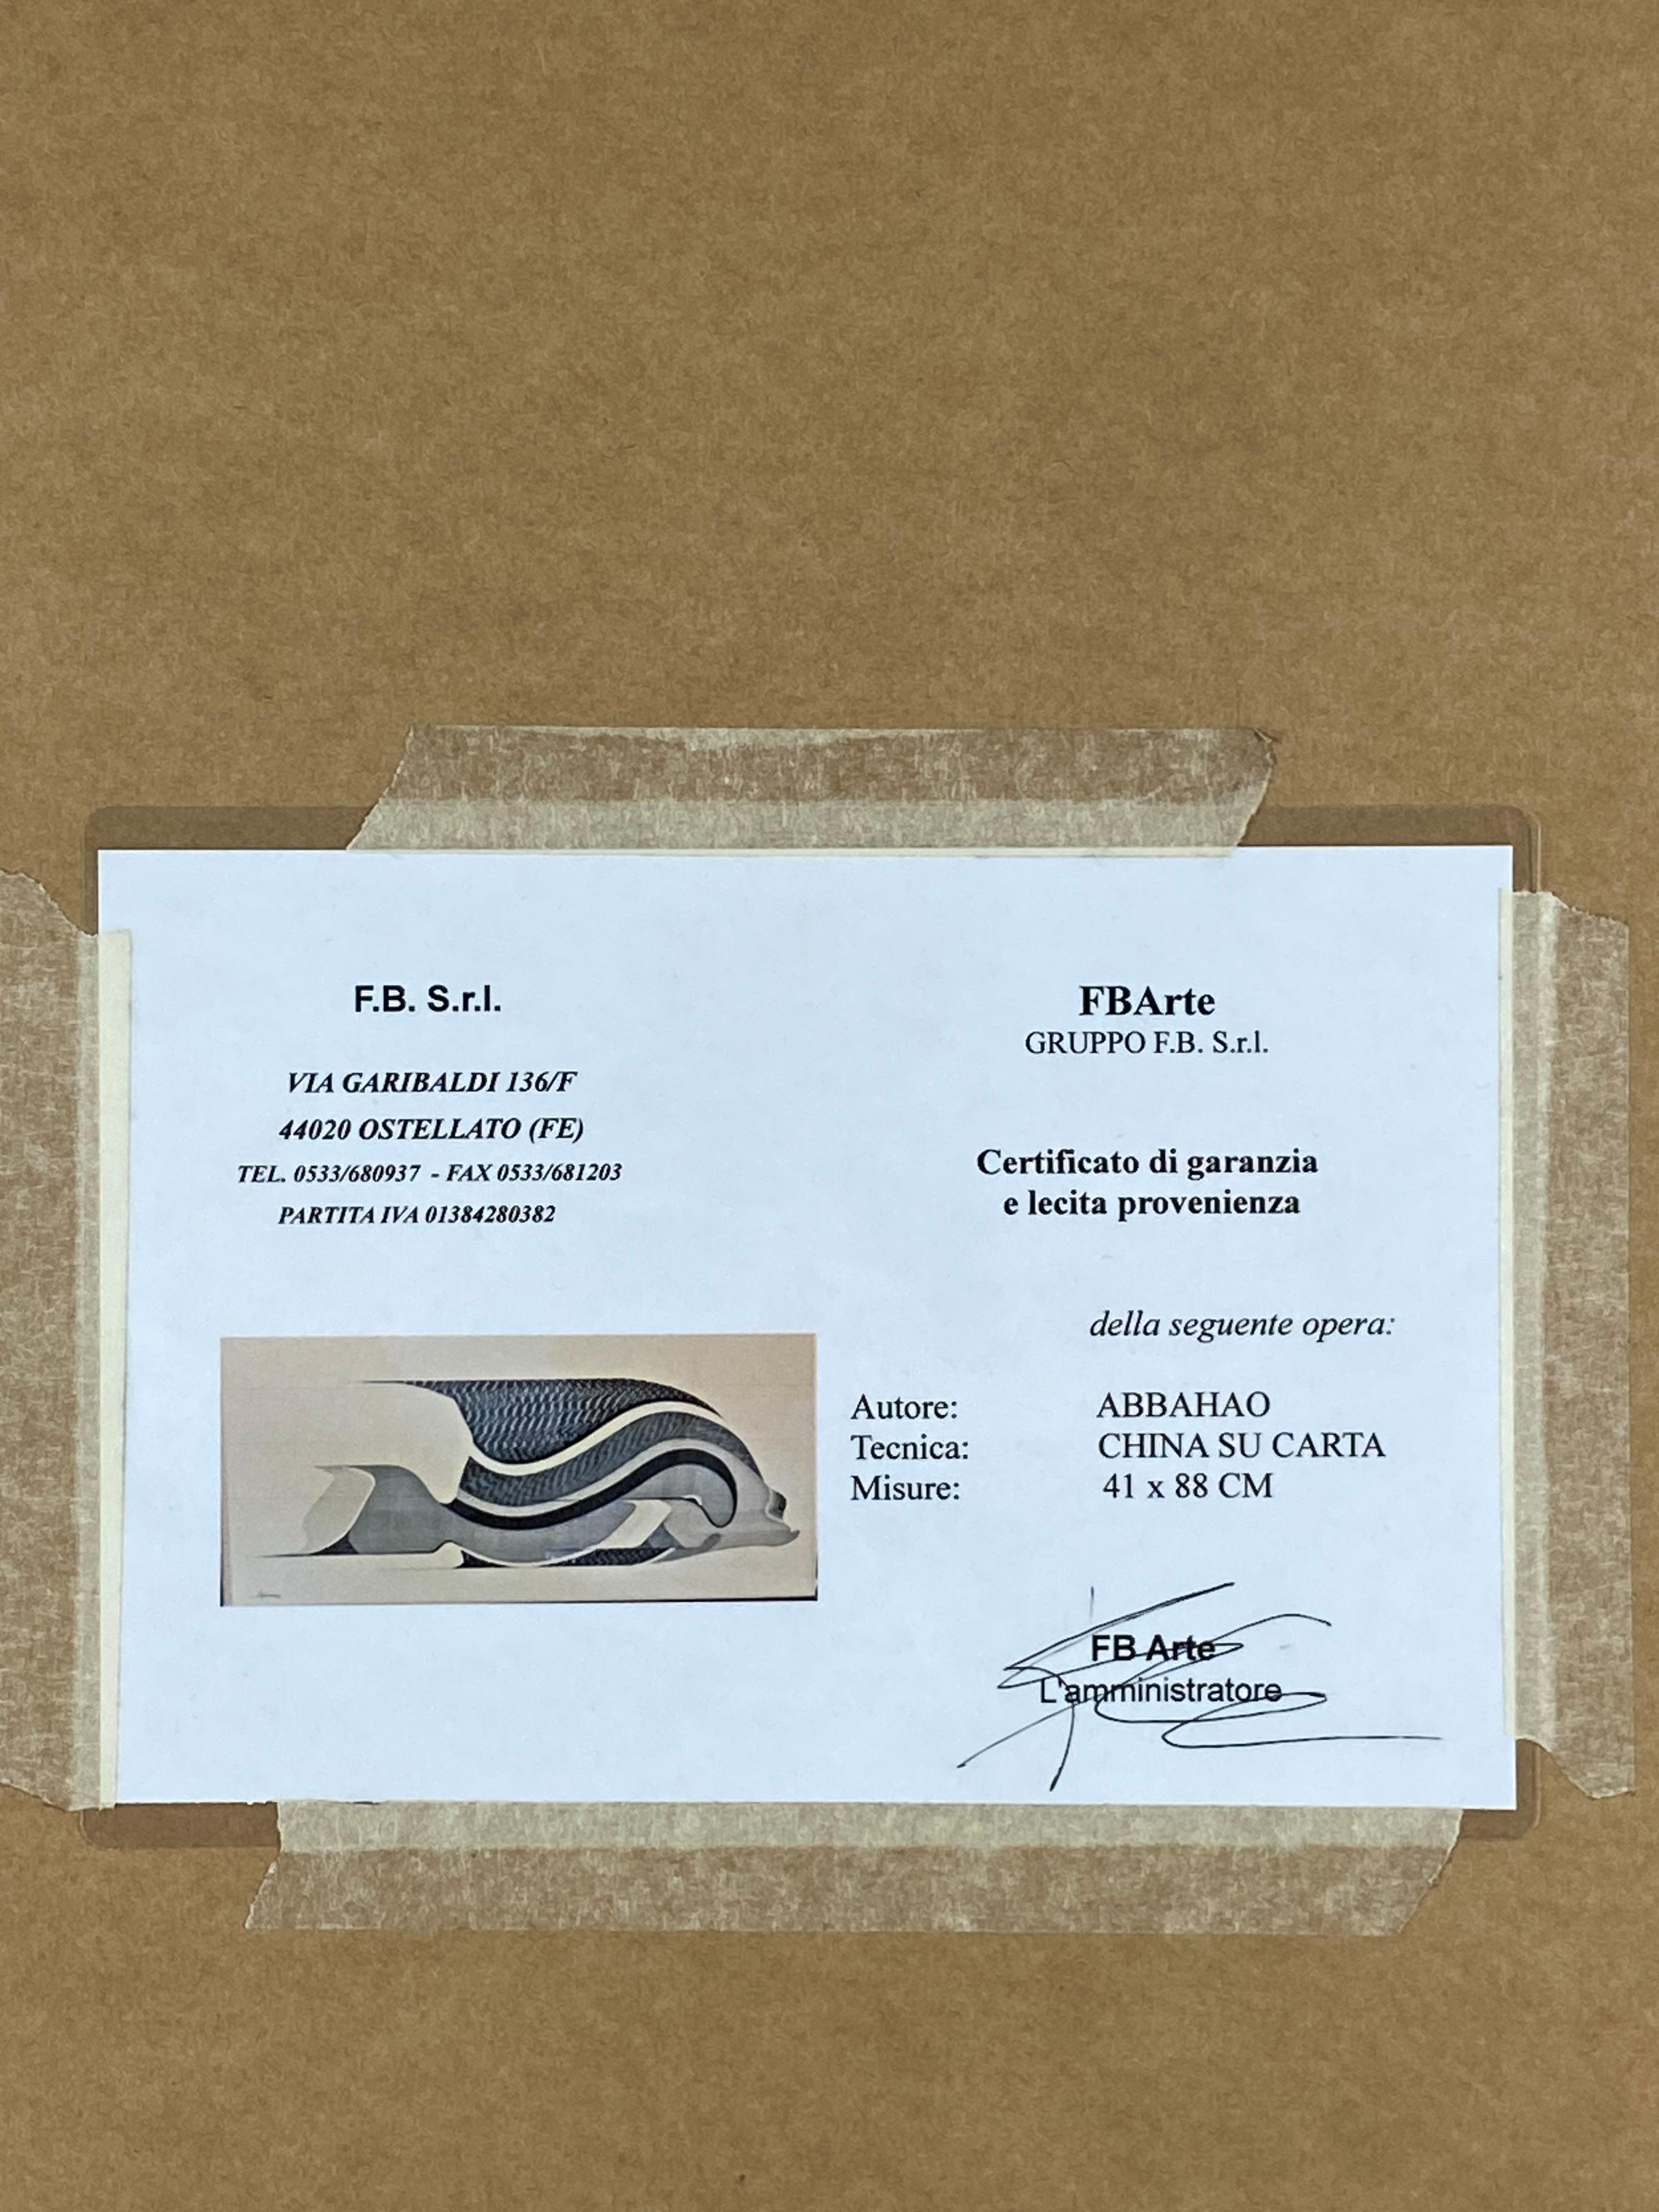 F.B. S.r.l.
VIA GARIBALDI 136/F
44020 OSTELLATO (FE)
TEL. 0533/680937 - FAX 0533/681203
PARTITA IVA 01384280382
FBArte
GRUPPO F.B. S.r.l.
Certificato di garanzia
e lecita provenienza
della seguente opera:
Autore: ABBAHAO
Tecnica: CHINA SU CARTA
Misure: 41 x 88 CM
FB Arte
L'amministratore